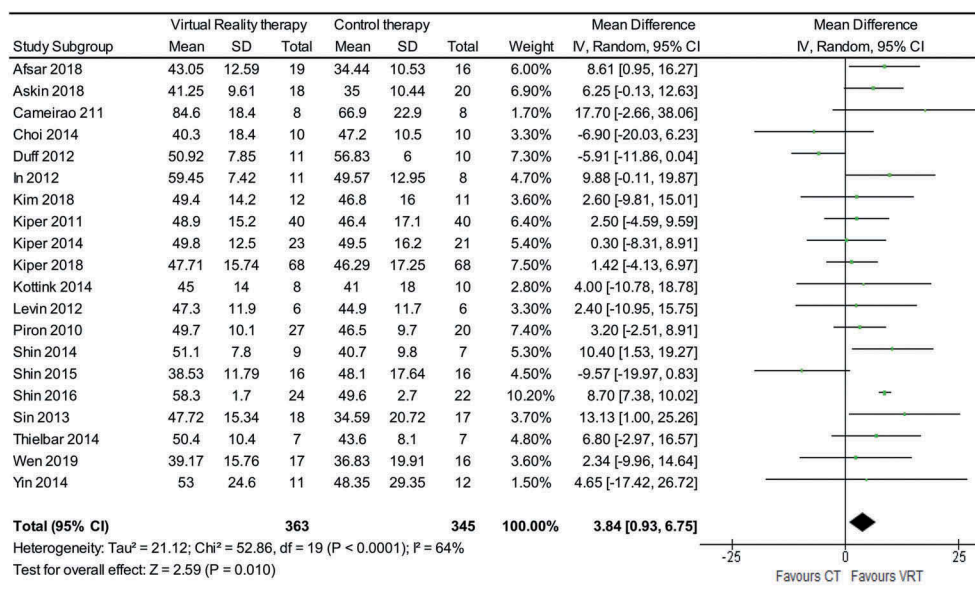 Virtual Reality therapy Control therapy Mean Difference Mean Difference
Study Subgroup Mean SD Total Mean SD Total Weight IV, Random, 95% CI IV, Random, 95% CI
Afsar 2018 43.05 12.59 19 34.44 10.53 16 6.00% 8.61 [0.95, 16.27]
Askin 2018 41.25 9.61 18 35 10.44 20 6.90% 6.25 [-0.13, 12.63]
Cameirao 211 84.6 18.4 8 66.9 22.9 8 1.70% 17.70 [-2.66, 38.06]
Choi 2014 40.3 18.4 10 47.2 10.5 10 3.30% -6.90 [-20.03, 6.23]
Duff 2012 50.92 7.85 11 56.83 6 10 7.30% -5.91 [-11.86, 0.04]
In 2012 59.45 7.42 11 49.57 12.95 8 4.70% 9.88 [-0.11, 19.87]
Kim 2018 49.4 14.2 12 46.8 16 11 3.60% 2.60 [-9.81, 15.01]
Kiper 2011 48.9 15.2 40 46.4 17.1 40 6.40% 2.50 [-4.59, 9.59]
Kiper 2014 49.8 12.5 23 49.5 16.2 21 5.40% 0.30 [-8.31, 8.91]
Kiper 2018 47.71 15.74 68 46.29 17.25 68 7.50% 1.42 [-4.13, 6.97]
Kottink 2014 45 14 8 41 18 10 2.80% 4.00 [-10.78, 18.78]
Levin 2012 47.3 11.9 6 44.9 11.7 6 3.20% 2.40 [-10.95, 15.75]
Piron 2010 49.7 10.1 27 46.5 9.7 20 7.40% 3.20 [-2.51, 8.91]
Shin 2014 51.1 7.8 9 40.7 9.8 7 5.30% 10.40 [1.53, 19.27]
Shin 2015 38.53 11.79 16 48.1 17.64 16 4.50% -9.57 [-19.97, 0.83]
Shin 2016 58.3 1.7 24 49.6 2.7 22 10.20% 8.70 [7.38, 10.02]
Sin 2013 47.72 15.34 18 34.59 20.72 17 3.70% 13.13 [1.00, 25.26]
Thielbar 2014 50.4 10.4 7 43.6 8.1 7 4.80% 6.80 [-2.97, 16.57]
Wen 2019 39.17 15.76 17 36.83 19.91 16 3.60% 2.34 [-9.96, 14.64]
Yin 2014 53 24.6 11 48.35 29.35 12 1.50% 4.65 [-17.42, 26.72]
Total (95% CI) 363 345 100.00% 3.84 [0.93, 6.75]
Heterogeneity: Tau² = 21.12; Chi² = 52.86, df = 19 (P < 0.0001); I² = 64%
Test for overall effect: Z = 2.59 (P = 0.010)
-25 0 25
Favours CT Favours VRT